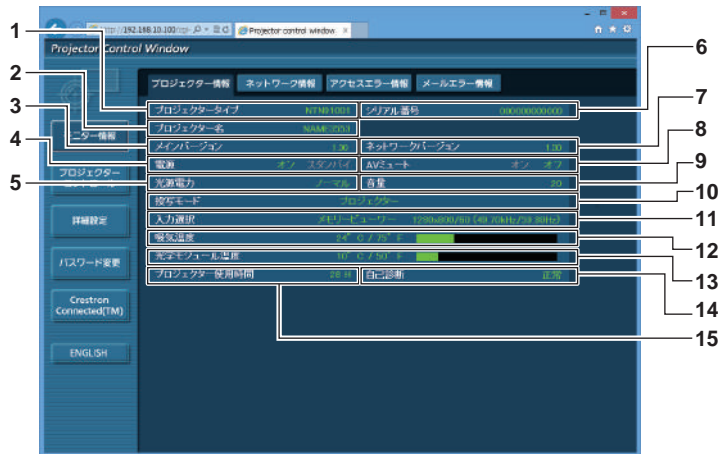 Projector control window
Projector Control Window
プロジェクター情報 ネットワーク情報 アクセスエラー情報 メールエラー情報
プロジェクタータイプ NTN91001 シリアル番号 000000000000
プロジェクター名 NAME3553
メインバージョン 1.00 ネットワークバージョン 1.00
電源 オン スタンバイ AVミュート オン オフ
光源電力 ノーマル 音量 20
投写モード プロジェクター
入力選択 メモリービューワー 1280x800/60 (49.70kHz/59.80Hz)
吸気温度 24° C / 75° F
光学モジュール温度 10° C / 50° F
プロジェクター使用時間 28 H 自己診断 正常
モニター情報
プロジェクター
詳細設定
パスワード変更
Crestron
Connected(TM)
ENGLISH
1
2
3
4
5
6
7
8
9
10
11
12
13
14
15